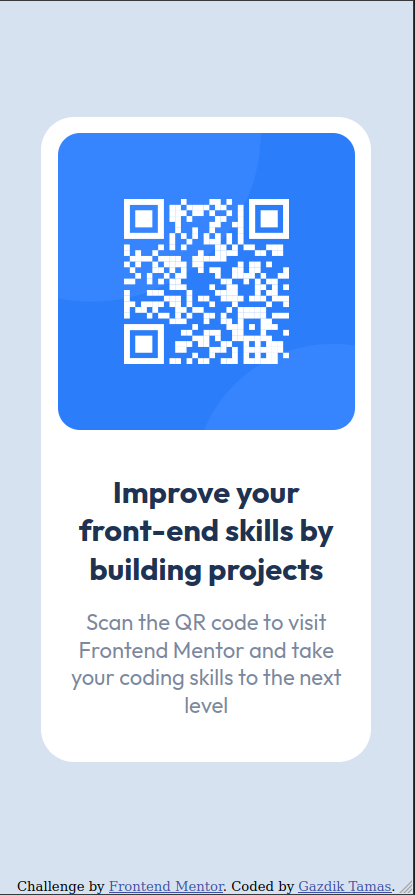 Improve your
front-end skills by
building projects
Scan the QR code to visit
Frontend Mentor and take
your coding skills to the next
level
Challenge by Frontend Mentor. Coded by Gazdik Tamas.